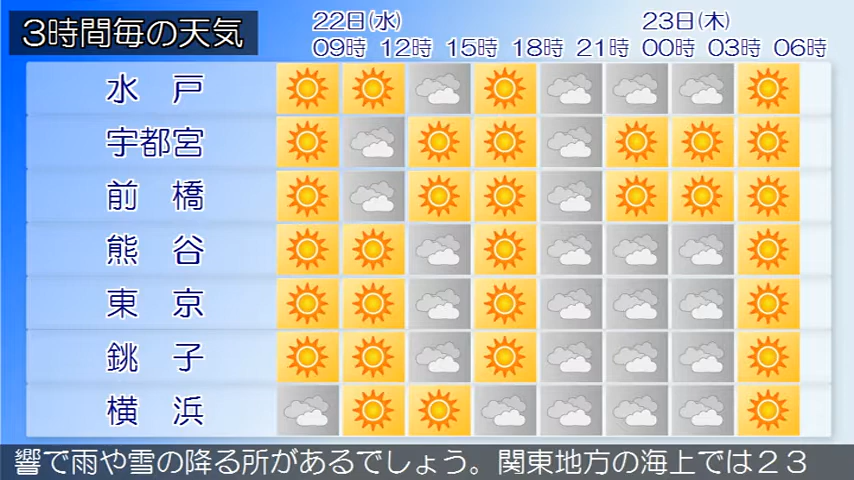 3時間毎の天気
22日(水) 23日(木)
09時 12時 15時 18時 21時 00時 03時 06時
水 戸
宇都宮
前 橋
熊 谷
東 京
銚 子
横 浜
響で雨や雪の降る所があるでしょう。関東地方の海上では23